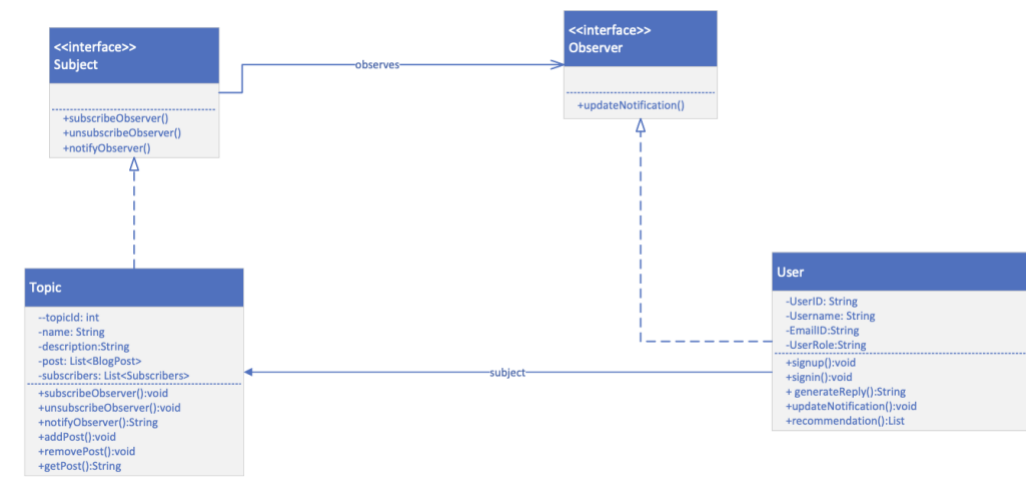 <<interface>>
Subject
+subscribeObserver()
+unsubscribeObserver()
+notifyObserver()
observes
<<interface>>
Observer
+updateNotification()
Topic
--topicId: int
-name: String
-description:String
-post: List<BlogPost>
-subscribers: List<Subscribers>
+subscribeObserver():void
+unsubscribeObserver():void
+notifyObserver():String
+addPost():void
+removePost():void
+getPost():String
subject
User
-UserID: String
-Username: String
-EmailID:String
-UserRole:String
+signup():void
+signin():void
+ generateReply():String
+updateNotification():void
+recommendation():List